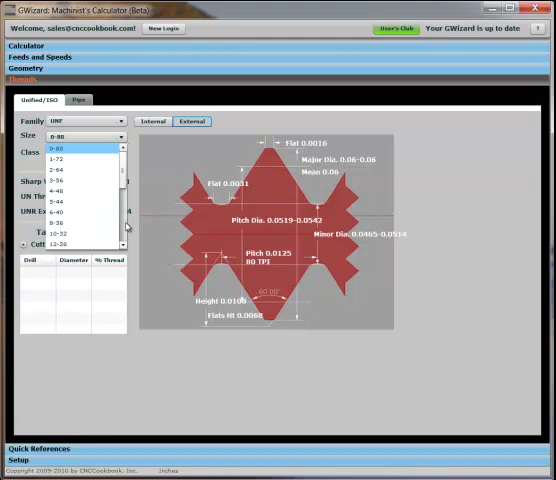 GWizard: Machinist's Calculator (Beta)
Welcome, sales@cnccookbook.com!
New Login
User's Club
Your GWizard is up to date
?
Calculator
Feeds and Speeds
Geometry
Threads
Unified/ISO
Pipe
Family
UNF
Internal
External
Size
0-80
Class
0-80
1-72
2-64
3-56
4-48
5-44
6-40
8-36
10-32
12-28
Sharp
UN Thre
UNR Ex
4
Ta
Cutt
Drill
Diameter
% Thread
Flat 0.0016
Major Dia. 0.06-0.06
Mean 0.06
Flat 0.0031
Pitch Dia. 0.0519-0.0542
Minor Dia. 0.0465-0.0514
Pitch 0.0125
80 TPI
60.00°
Height 0.0108
Flats Ht 0.0068
Quick References
Setup
Copyright 2009-2010 by CNCCookbook, Inc.
Inches